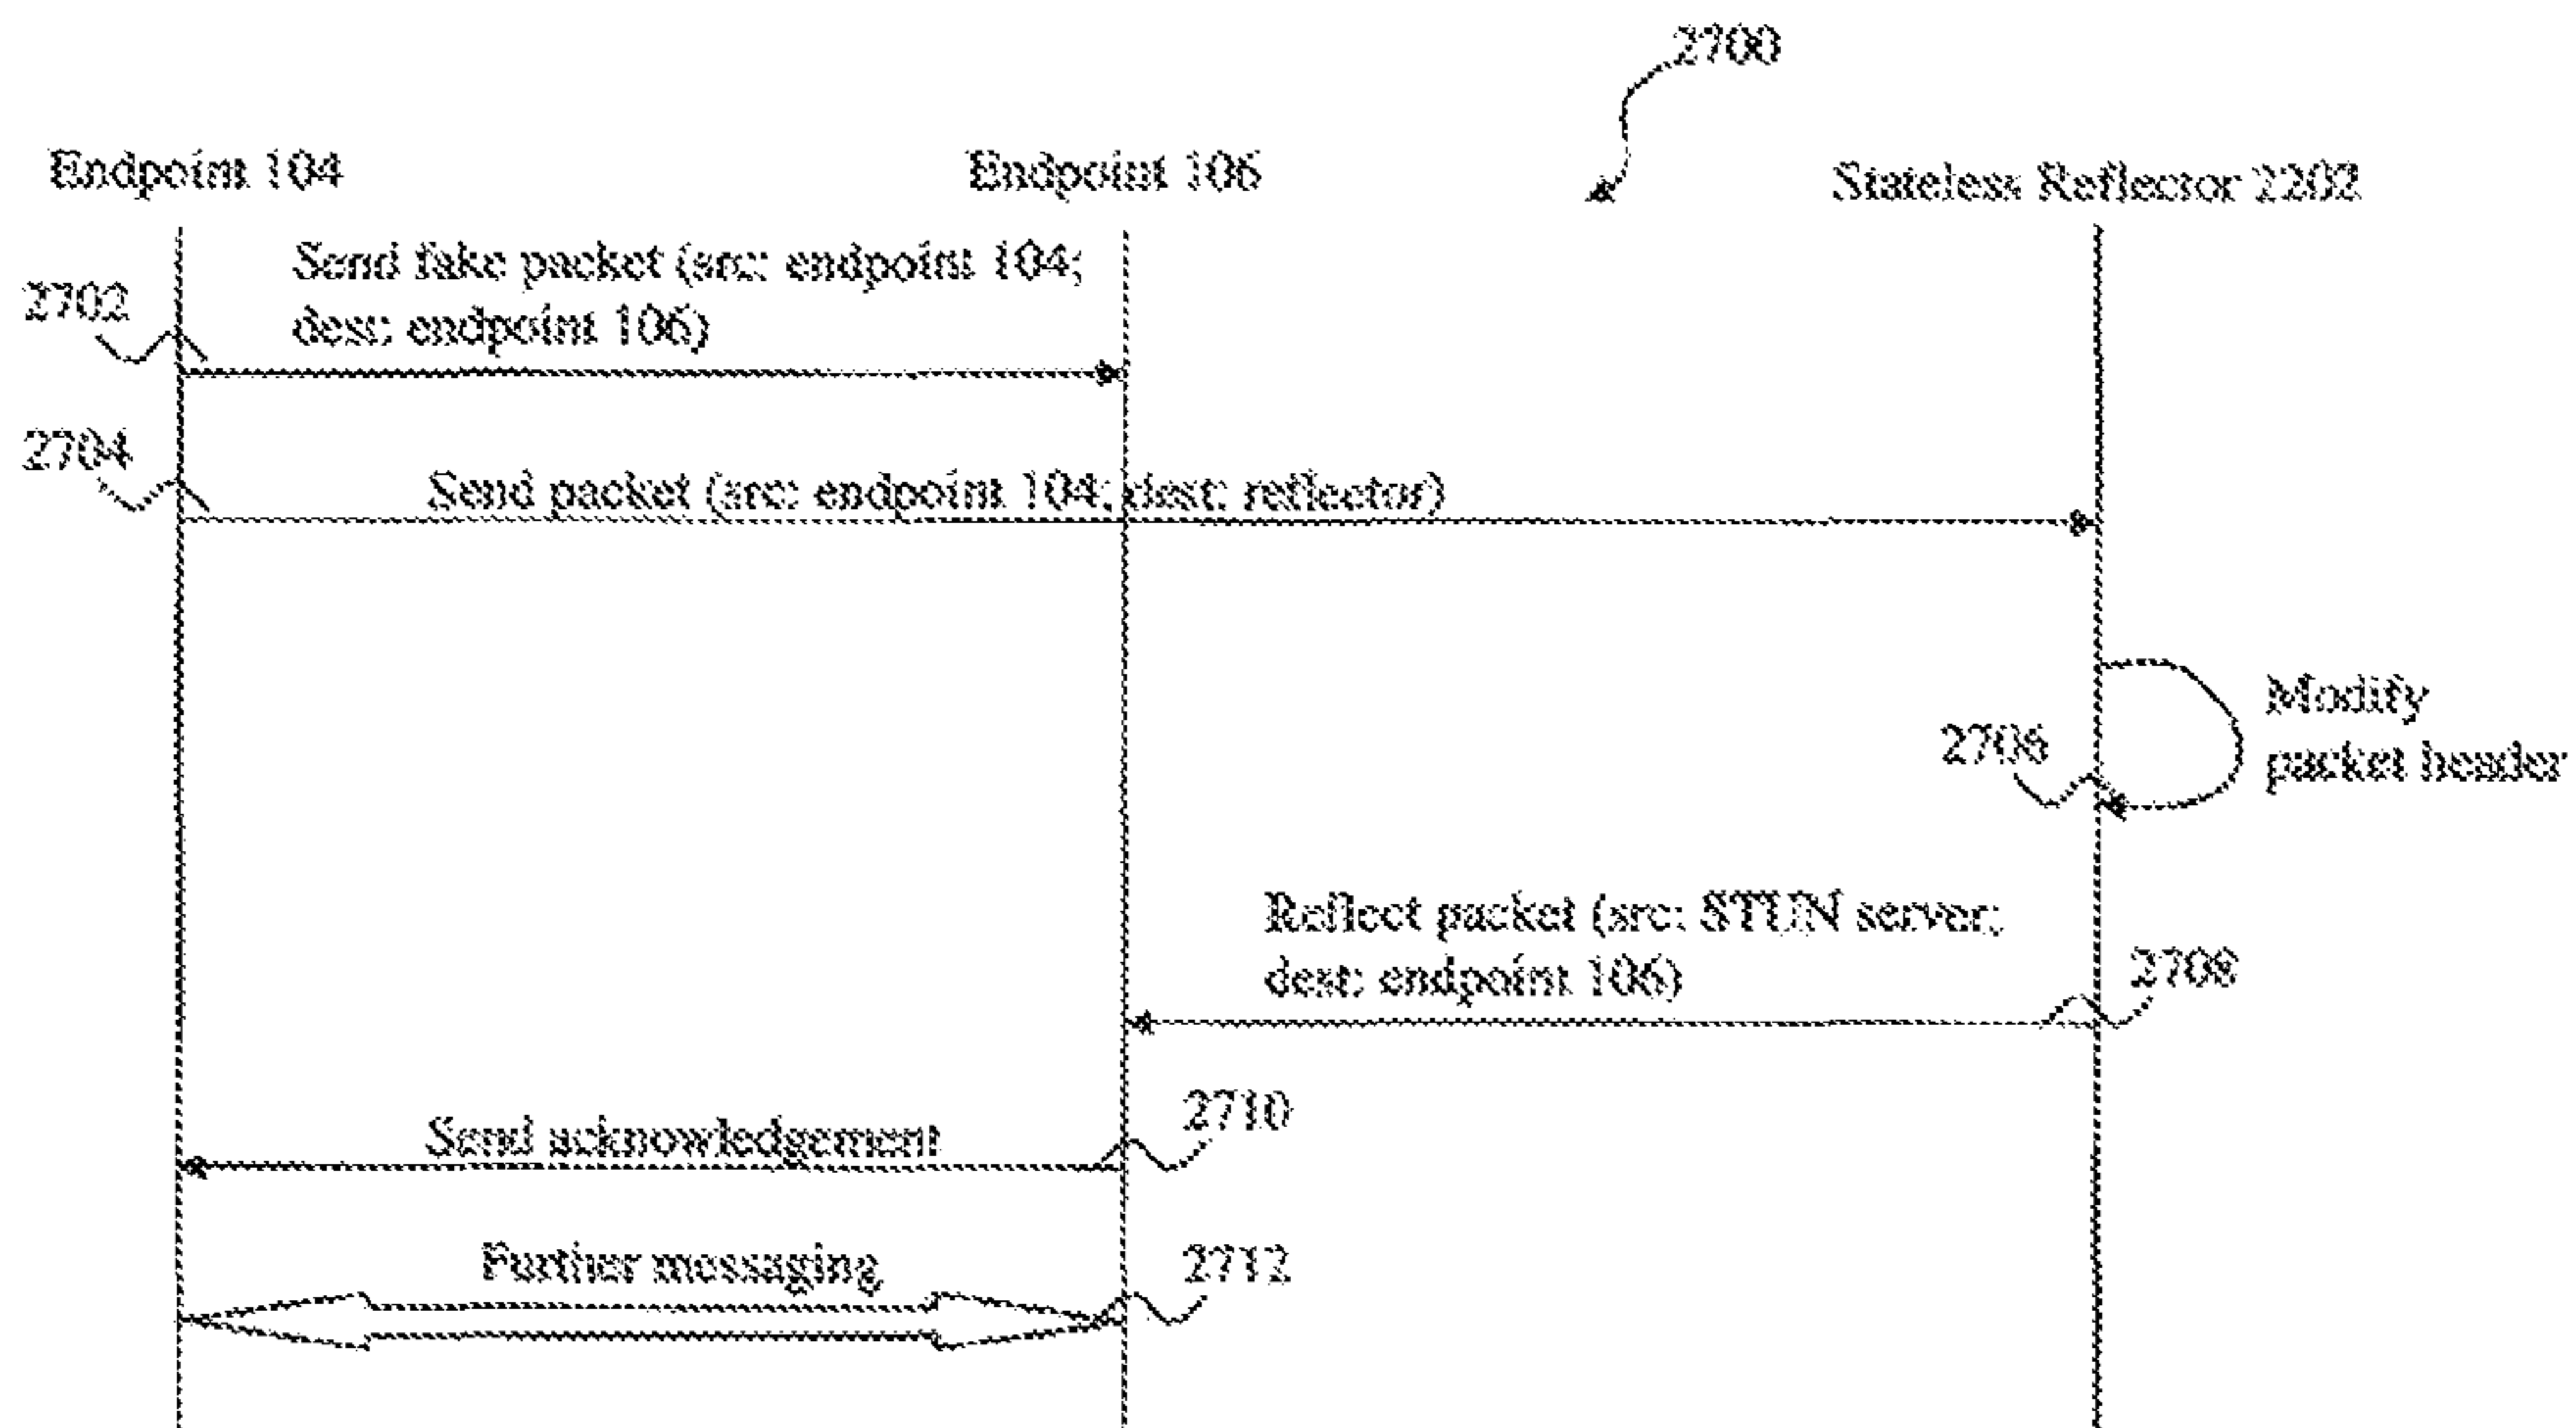 2700
Endpoint 104
Endpoint 106
Stateless Reflector 2202
Send fake packet (src: endpoint 104;
dest: endpoint 106)
2702
2704
Send packet (src: endpoint 104; dest: reflector)
Modify
packet header
2706
Reflect packet (src: STUN server;
dest: endpoint 106)
2708
2710
Send acknowledgement
Further messaging
2712